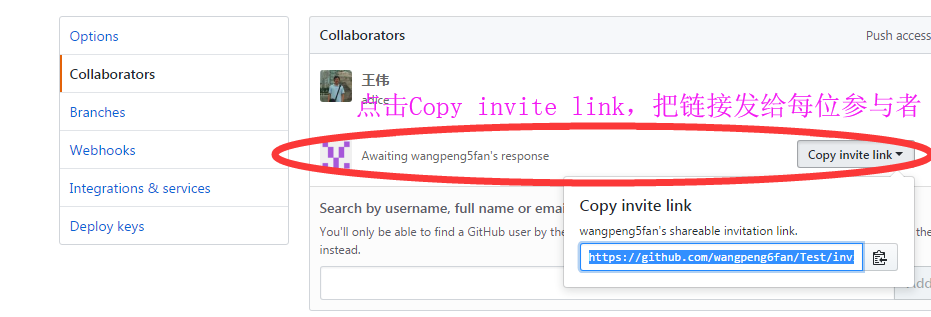 Options
Collaborators
Branches
Webhooks
Integrations & services
Deploy keys
Collaborators
Push access
王伟
点击Copy invite link，把链接发给每位参与者
Awaiting wangpeng5fan's response
Copy invite link
Search by username, full name or emai
You'll only be able to find a GitHub user by the
the
instead.
Copy invite link
wangpeng5fan's shareable invitation link.
https://github.com/wangpeng6fan/Test/inv
Add